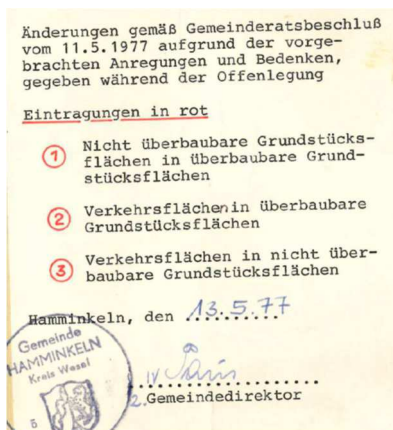 Änderungen gemäß Gemeinderatsbeschluß
vom 11.5.1977 aufgrund der vorge-
brachten Anregungen und Bedenken,
gegeben während der Offenlegung
Eintragungen in rot
1 Nicht überbaubare Grundstücks-
flächen in überbaubare Grund-
stücksflächen
2 Verkehrsflächen in überbaubare
Grundstücksflächen
3 Verkehrsflächen in nicht über-
baubare Grundstücksflächen
Hamminkeln, den 13.5.77
Gemeinde
HAMMINKELN
Kreis Wesel
5
Gemeindedirektor